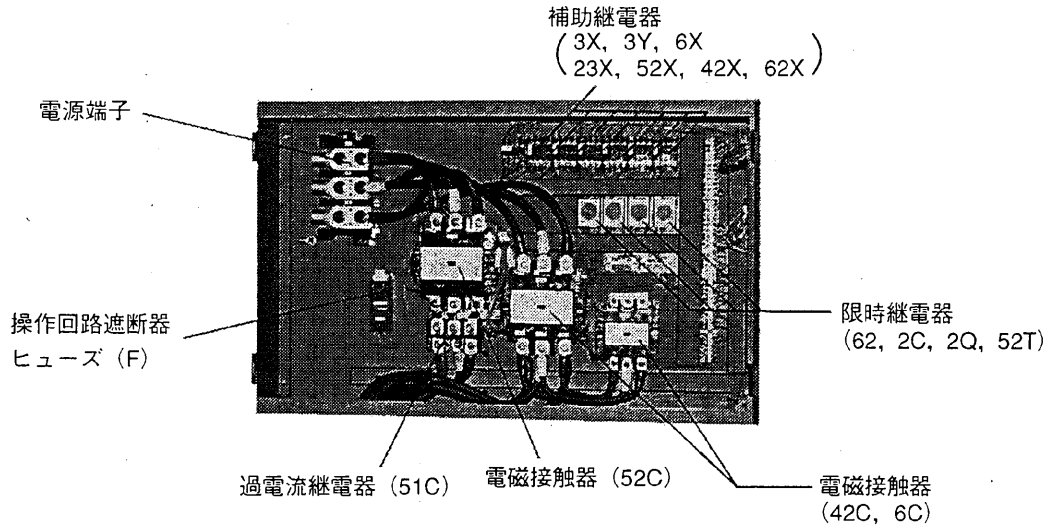 補助継電器
(3X, 3Y, 6X
23X, 52X, 42X, 62X)
電源端子
操作回路遮断器
ヒューズ (F)
限時継電器
(62, 2C, 2Q, 52T)
過電流継電器 (51C)
電磁接触器 (52C)
電磁接触器
(42C, 6C)